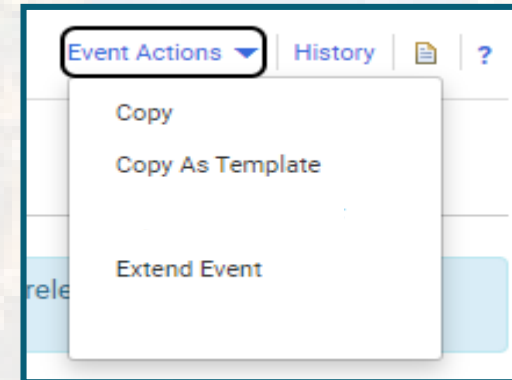 Event Actions History ?
Copy
Copy As Template
Extend Event
rele